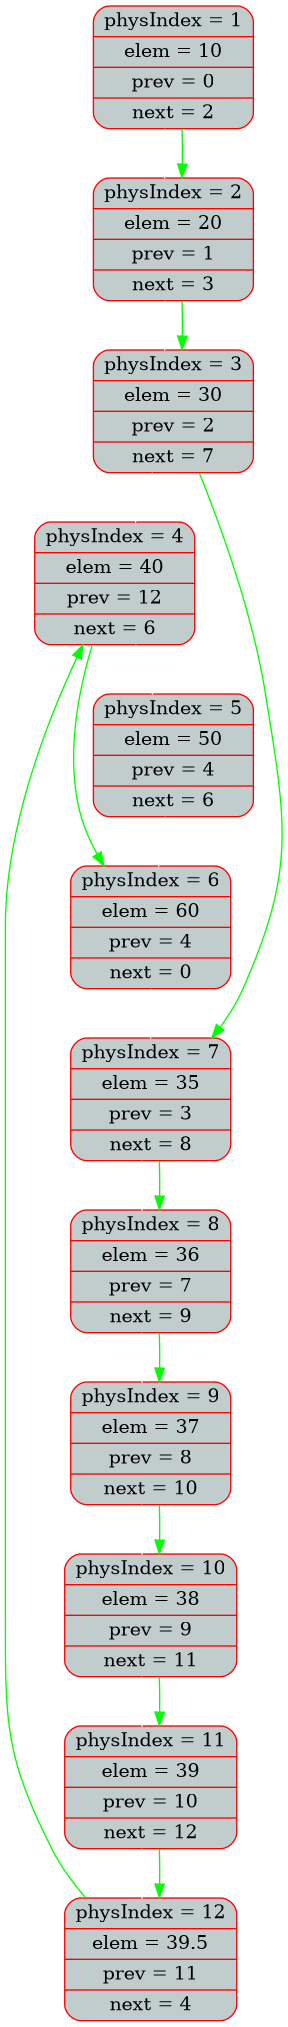 physIndex = 1
elem = 10
prev = 0
next = 2
physIndex = 2
elem = 20
prev = 1
next = 3
physIndex = 3
elem = 30
prev = 2
next = 7
physIndex = 4
elem = 40
prev = 12
next = 6
physIndex = 5
elem = 50
prev = 4
next = 6
physIndex = 6
elem = 60
prev = 4
next = 0
physIndex = 7
elem = 35
prev = 3
next = 8
physIndex = 8
elem = 36
prev = 7
next = 9
physIndex = 9
elem = 37
prev = 8
next = 10
physIndex = 10
elem = 38
prev = 9
next = 11
physIndex = 11
elem = 39
prev = 10
next = 12
physIndex = 12
elem = 39.5
prev = 11
next = 4